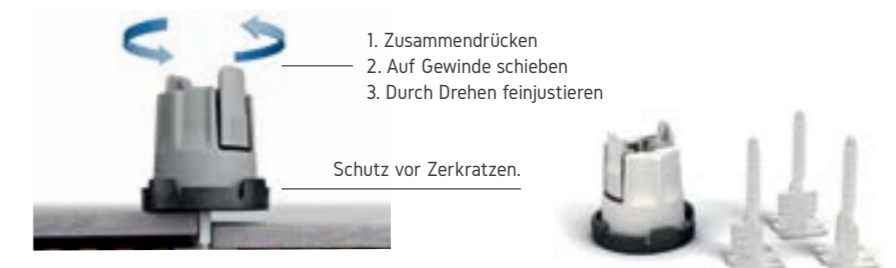 1. Zusammendrücken
2. Auf Gewinde schieben
3. Durch Drehen feinjustieren
Schutz vor Zerkratzen.